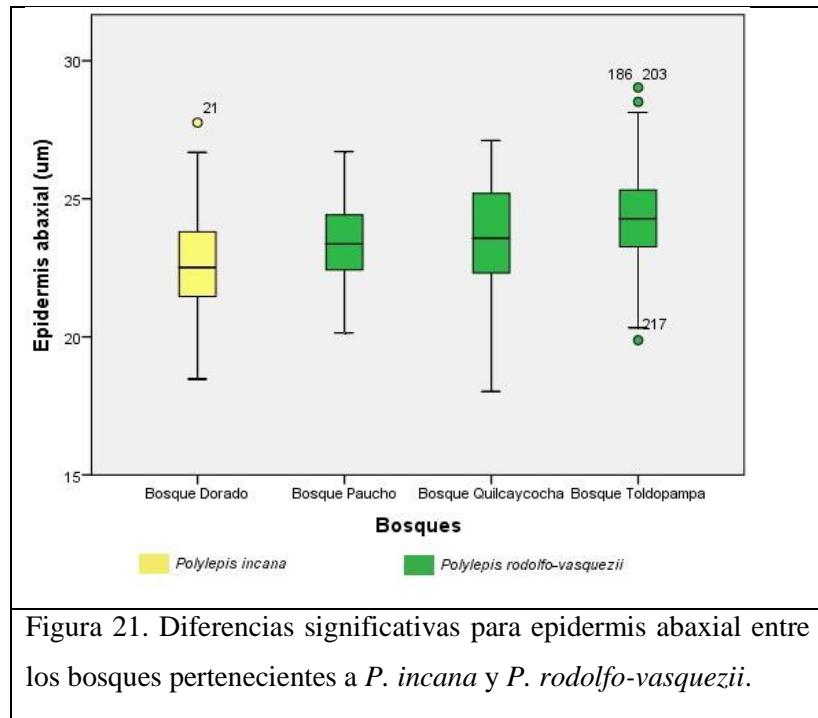 30
25
20
15
Epidermis abaxial (um)
21
186 203
217
Bosque Dorado Bosque Paucho Bosque Quilcaycocha Bosque Toldopampa
Bosques
Polylepis incana Polylepis rodolfo-vasquezii
Figura 21. Diferencias significativas para epidermis abaxial entre
los bosques pertenecientes a P. incana y P. rodolfo-vasquezii.